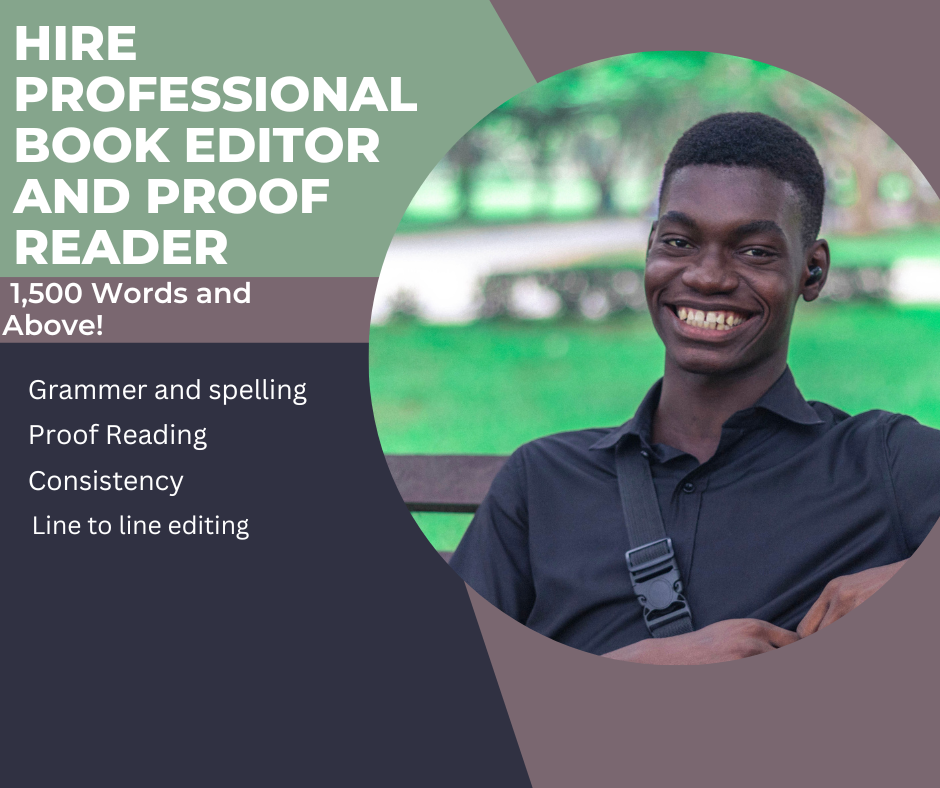 HIRE
PROFESSIONAL
BOOK EDITOR
AND PROOF
READER
1,500 Words and
Above!
Grammer and spelling
Proof Reading
Consistency
Line to line editing